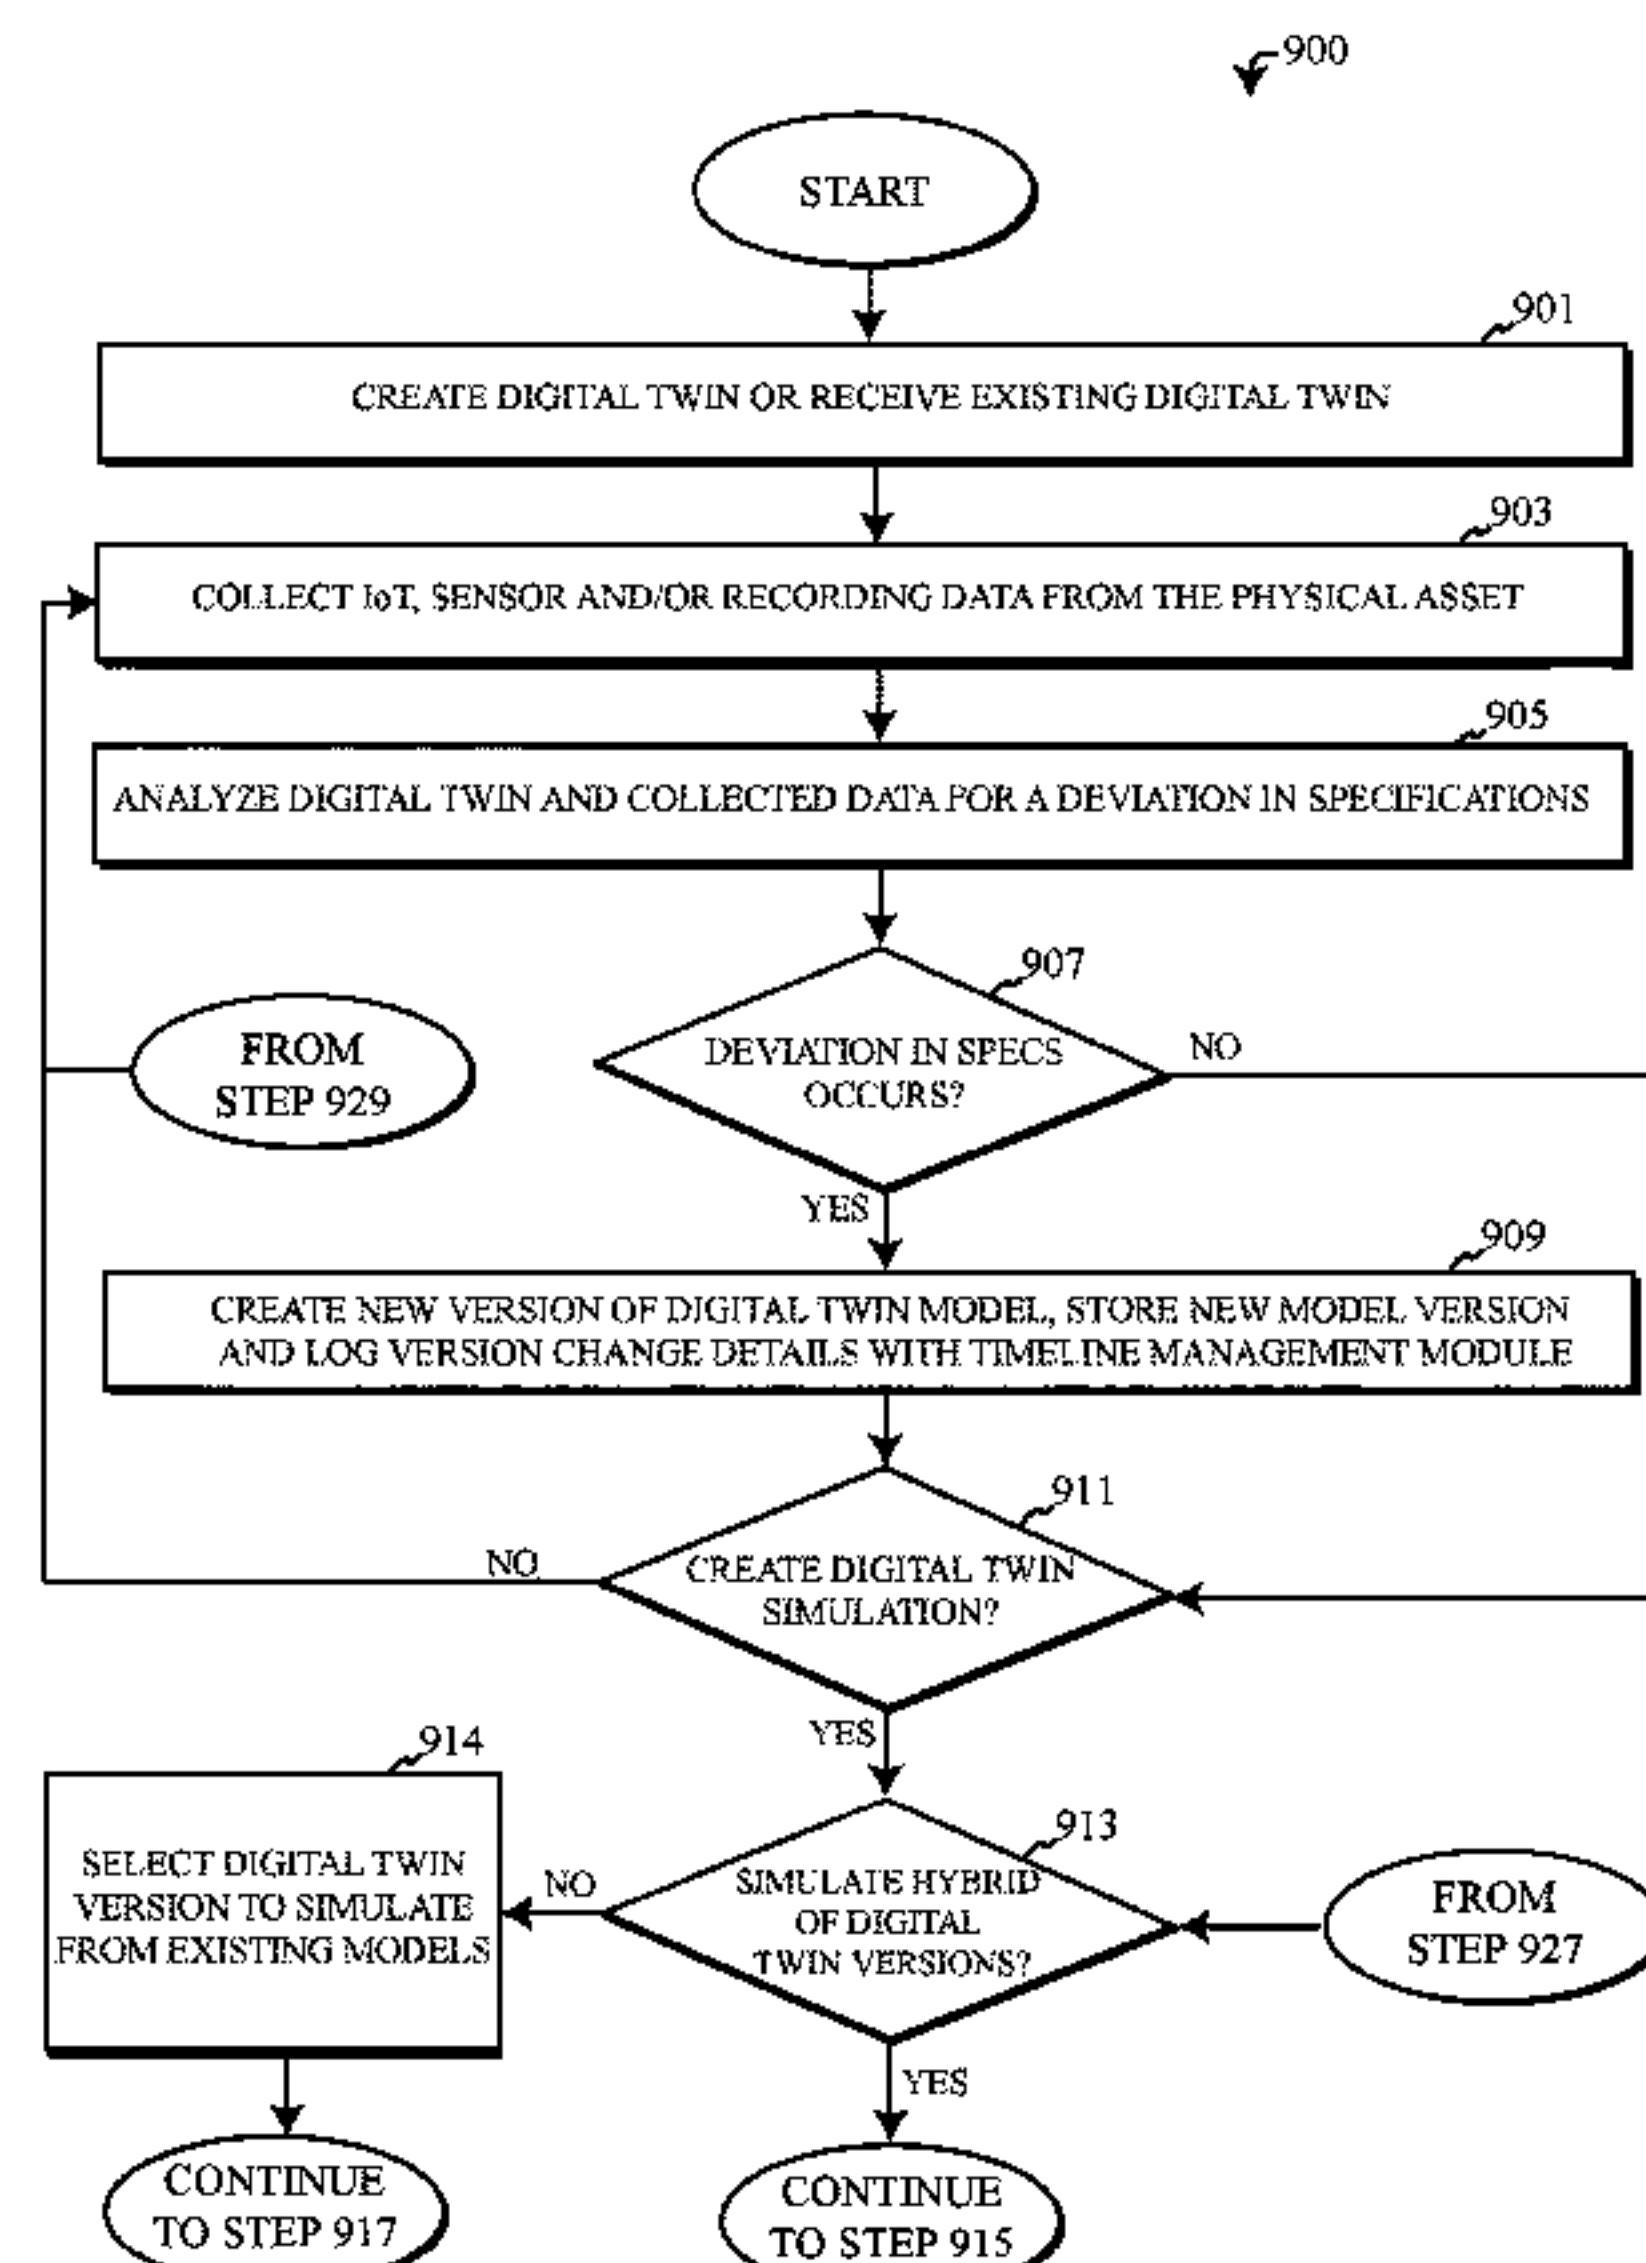 900
START
901
CREATE DIGITAL TWIN OR RECEIVE EXISTING DIGITAL TWIN
903
COLLECT IoT, SENSOR AND/OR RECORDING DATA FROM THE PHYSICAL ASSET
905
ANALYZE DIGITAL TWIN AND COLLECTED DATA FOR A DEVIATION IN SPECIFICATIONS
907
DEVIATION IN SPECS
OCCURS?
NO
FROM
STEP 929
YES
909
CREATE NEW VERSION OF DIGITAL TWIN MODEL, STORE NEW MODEL VERSION
AND LOG VERSION CHANGE DETAILS WITH TIMELINE MANAGEMENT MODULE
911
CREATE DIGITAL TWIN
SIMULATION?
NO
YES
914
SELECT DIGITAL TWIN
VERSION TO SIMULATE
FROM EXISTING MODELS
NO
913
SIMULATE HYBRID
OF DIGITAL
TWIN VERSIONS?
FROM
STEP 927
YES
CONTINUE
TO STEP 917
CONTINUE
TO STEP 915